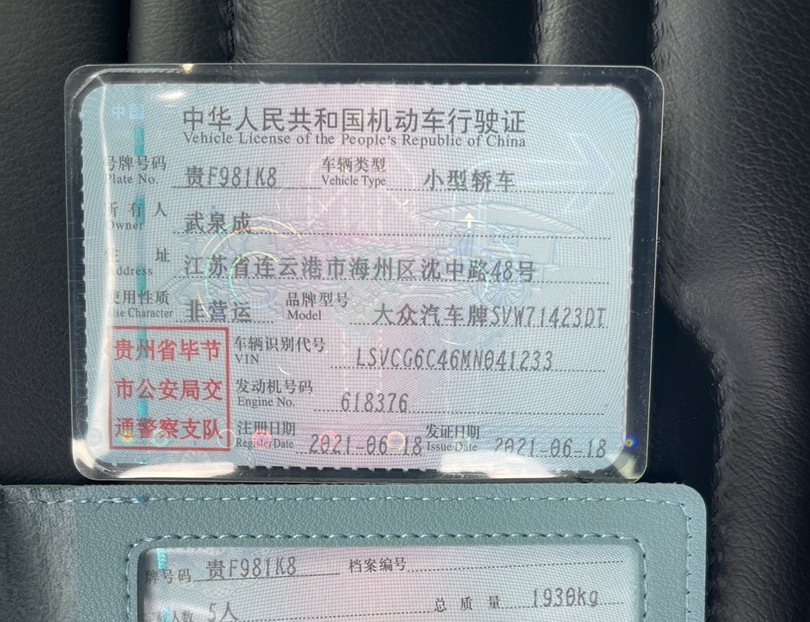 中国
中华人民共和国机动车行驶证
Vehicle License of the People's Republic of China
号牌号码 贵F981K8 车辆类型 小型轿车
Plate No. Vehicle Type
所有人 武泉成
Owner
住址 江苏省连云港市海州区沈中路48号
Address
使用性质 非营运 品牌型号 大众汽车牌SVW71423DT
Use Character Model
贵州省毕节
市公安局交
通警察支队
车辆识别代号 LSVCG6C46MN041233
VIN
发动机号码 618376
Engine No.
注册日期 2021-06-18 发证日期 2021-06-18
Register Date Issue Date
牌号码 贵F981K8 档案编号
人数 5人 总质量 1930kg